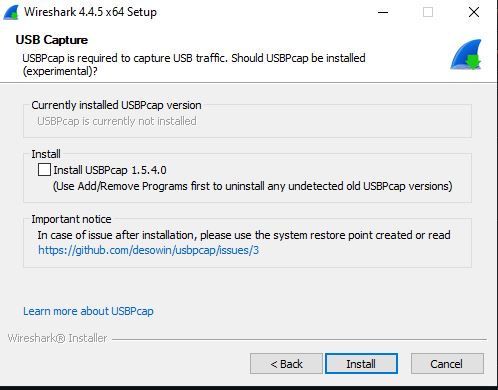 Wireshark 4.4.5 x64 Setup
USB Capture
USBPcap is required to capture USB traffic. Should USBPcap be installed
(experimental)?
Currently installed USBPcap version
USBPcap is currently not installed
Install
Install USBPcap 1.5.4.0
(Use Add/Remove Programs first to uninstall any undetected old USBPcap versions)
Important notice
In case of issue after installation, please use the system restore point created or read
https://github.com/desowin/usbpcap/issues/3
Learn more about USBPcap
Wireshark® Installer
< Back
Install
Cancel